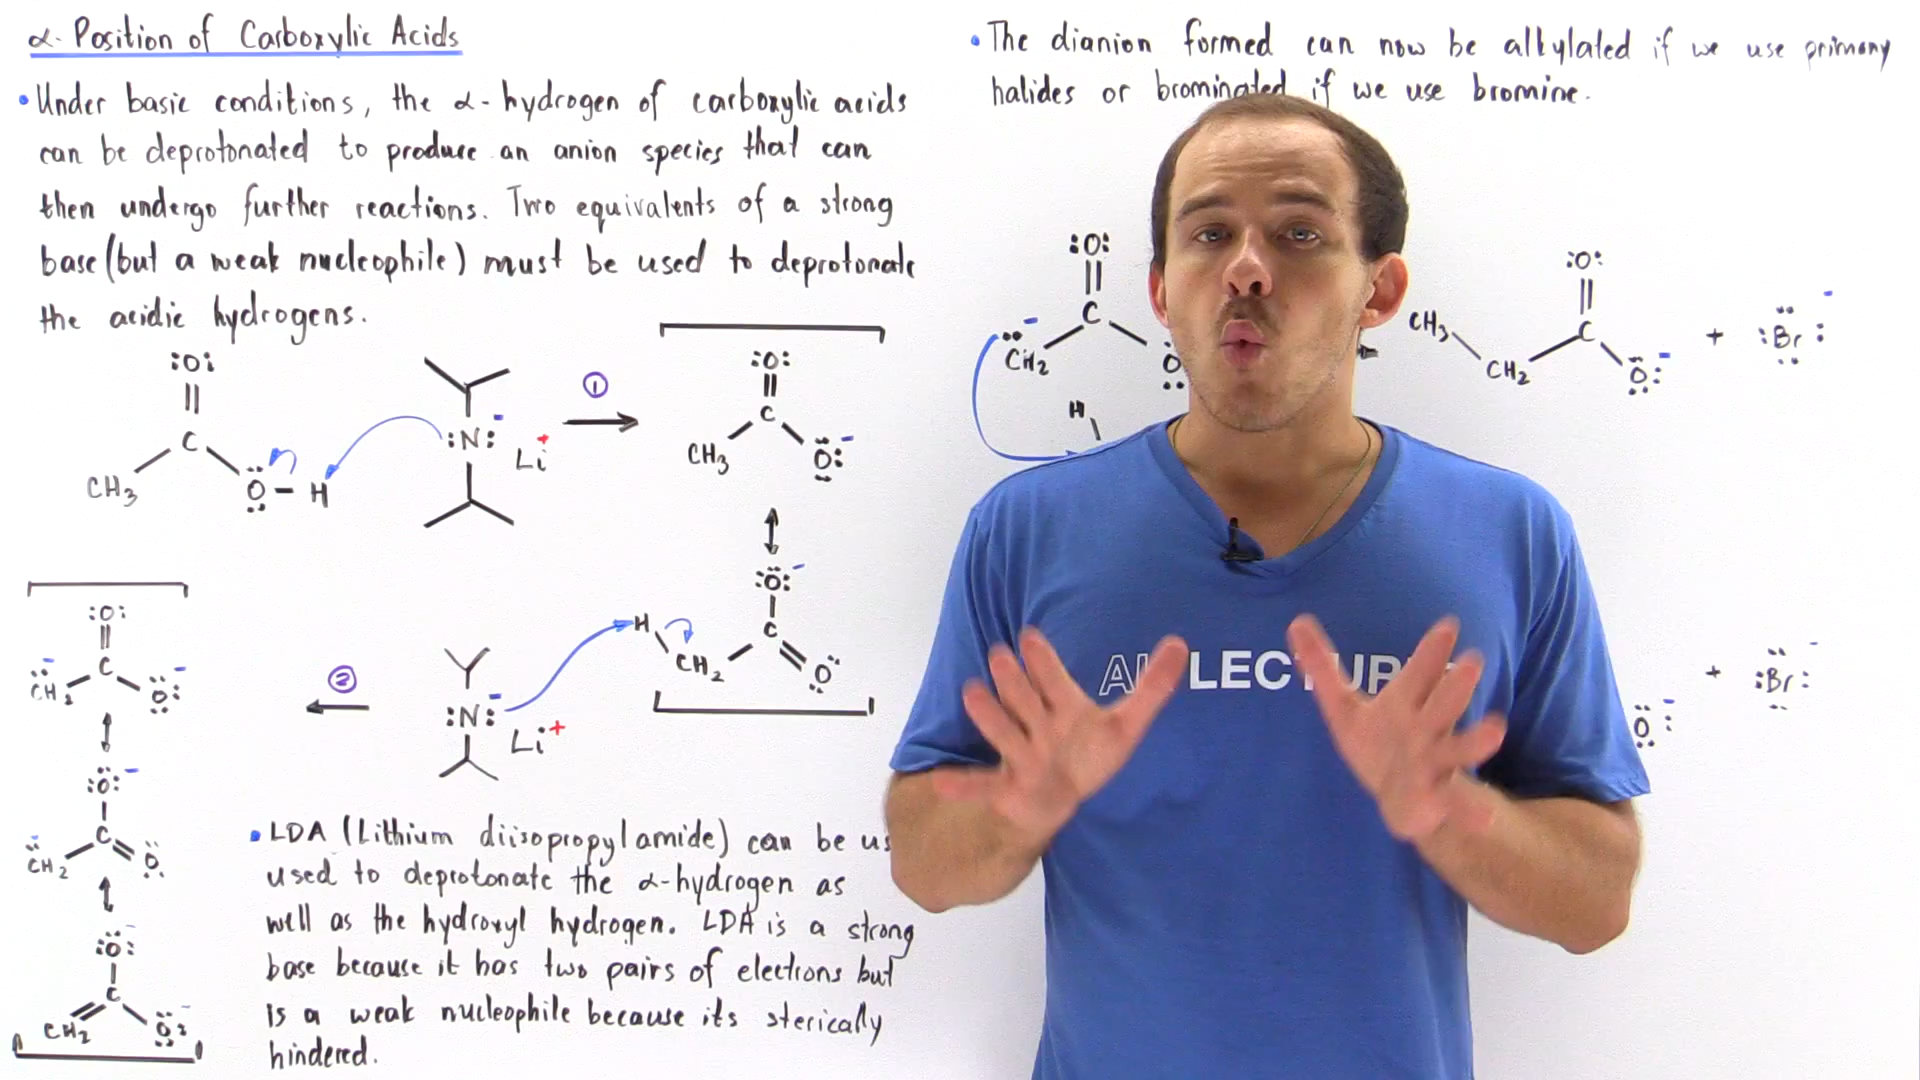 α- Position of Carboxylic Acids
• Under basic conditions, the α-hydrogen of carboxylic acids
can be deprotonated to produce an anion species that can
then undergo further reactions. Two equivalents of a strong
base (but a weak nucleophile) must be used to deprotonate
the acidic hydrogens.
:O:
C
CH3
O - H
:N: -
Li +
1
:O:
C
CH3
O: -
:O: -
C
H
CH2
O
:N: -
Li +
2
:O:
C
CH2 -
O: -
:O: -
C
CH2
O
:O: -
C
CH2
O: -
• LDA (Lithium diisopropylamide) can be us
used to deprotonate the α-hydrogen as
well as the hydroxyl hydrogen. LDA is a strong
base because it has two pairs of electrons but
is a weak nucleophile because its sterically
hindered.
• The dianion formed can now be alkylated if we use primary
halides or brominated if we use bromine.
:O:
C
CH2 -
O
H
:O:
CH3
C
CH2
O: -
+ :Br: -
O: -
+ :Br: -
LECTUR